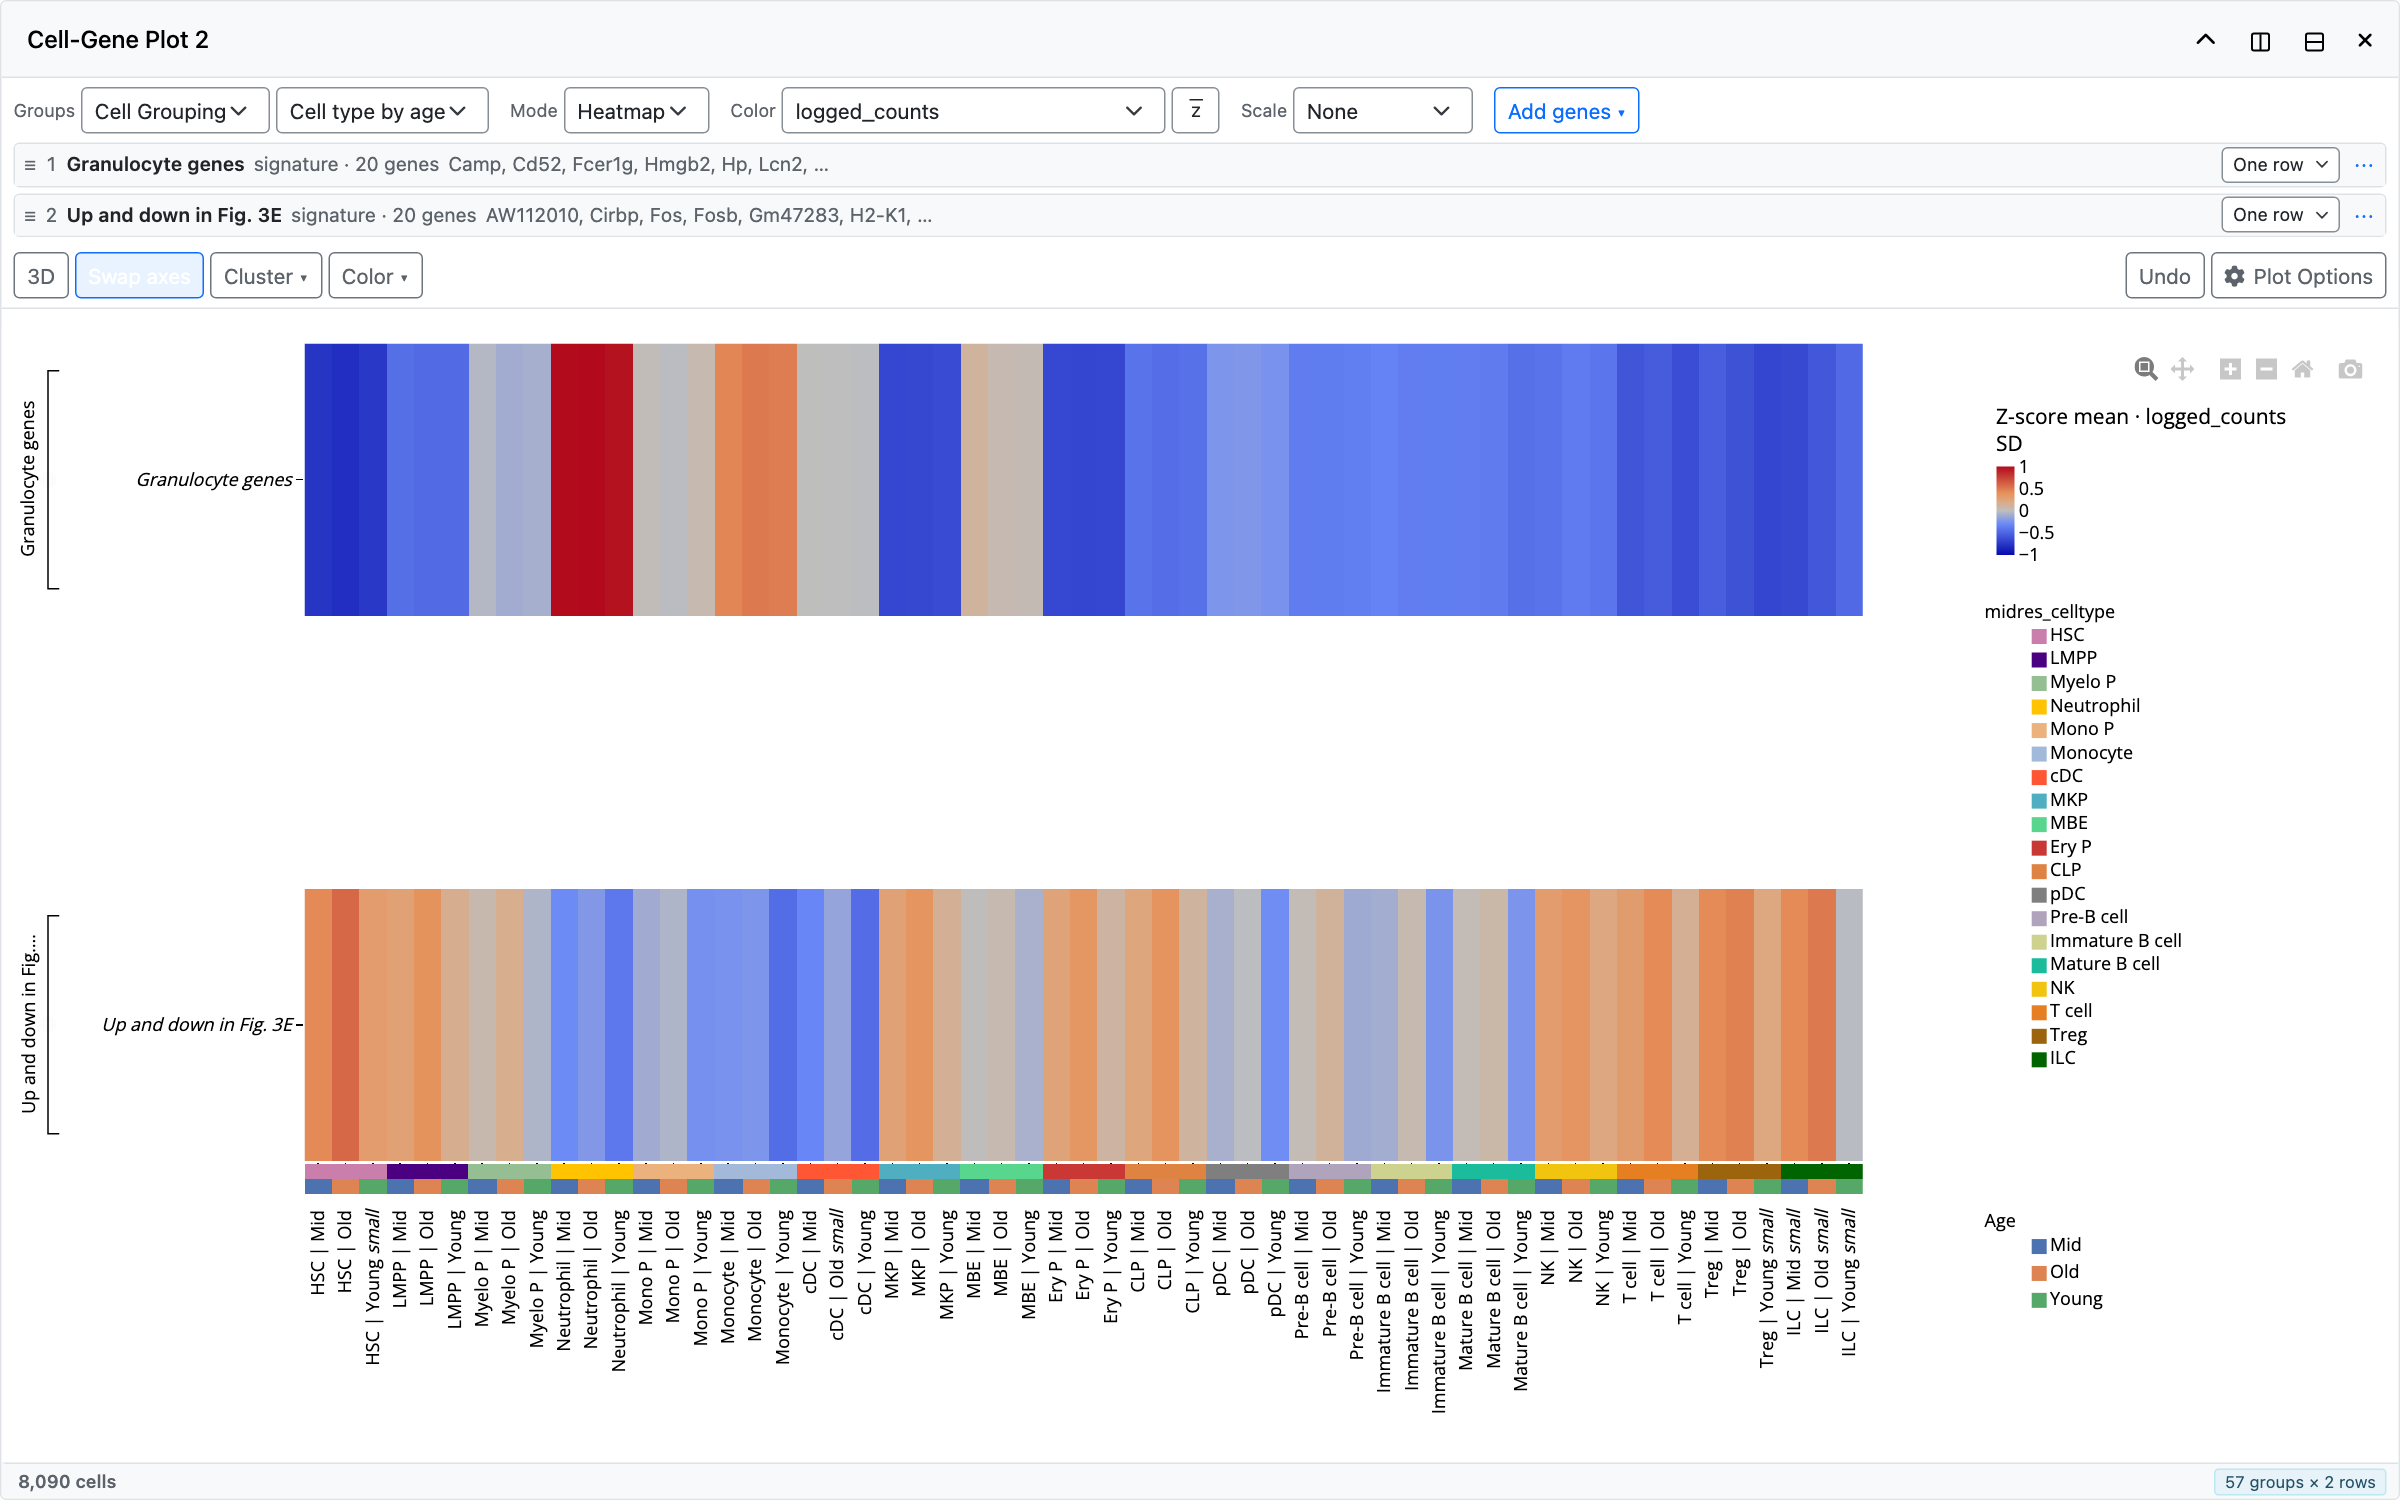 Cell-Gene Plot 2
Groups Cell Grouping Cell type by age Mode Heatmap Color logged_counts z Scale None Add genes ▾
≡ 1 Granulocyte genes signature · 20 genes Camp, Cd52, Fcer1g, Hmgb2, Hp, Lcn2, ... One row ...
≡ 2 Up and down in Fig. 3E signature · 20 genes AW112010, Cirbp, Fos, Fosb, Gm47283, H2-K1, ... One row ...
3D Swap axes Cluster ▾ Color ▾ Undo Plot Options
Granulocyte genes
Granulocyte genes
Up and down in Fig....
Up and down in Fig. 3E
Z-score mean · logged_counts
SD
1
0.5
0
−0.5
−1
midres_celltype
HSC
LMPP
Myelo P
Neutrophil
Mono P
Monocyte
cDC
MKP
MBE
Ery P
CLP
pDC
Pre-B cell
Immature B cell
Mature B cell
NK
T cell
Treg
ILC
Age
Mid
Old
Young
HSC | Mid
HSC | Old
HSC | Young small
LMPP | Mid
LMPP | Old
LMPP | Young
Myelo P | Mid
Myelo P | Old
Myelo P | Young
Neutrophil | Mid
Neutrophil | Old
Neutrophil | Young
Mono P | Mid
Mono P | Old
Mono P | Young
Monocyte | Mid
Monocyte | Old
Monocyte | Young
cDC | Mid
cDC | Old small
cDC | Young
MKP | Mid
MKP | Old
MKP | Young
MBE | Mid
MBE | Old
MBE | Young
Ery P | Mid
Ery P | Old
Ery P | Young
CLP | Mid
CLP | Old
CLP | Young
pDC | Mid
pDC | Old
pDC | Young
Pre-B cell | Mid
Pre-B cell | Old
Pre-B cell | Young
Immature B cell | Mid
Immature B cell | Old
Immature B cell | Young
Mature B cell | Mid
Mature B cell | Old
Mature B cell | Young
NK | Mid
NK | Old
NK | Young
T cell | Mid
T cell | Old
T cell | Young
Treg | Mid
Treg | Old
Treg | Young small
ILC | Mid small
ILC | Old small
ILC | Young small
8,090 cells
57 groups × 2 rows